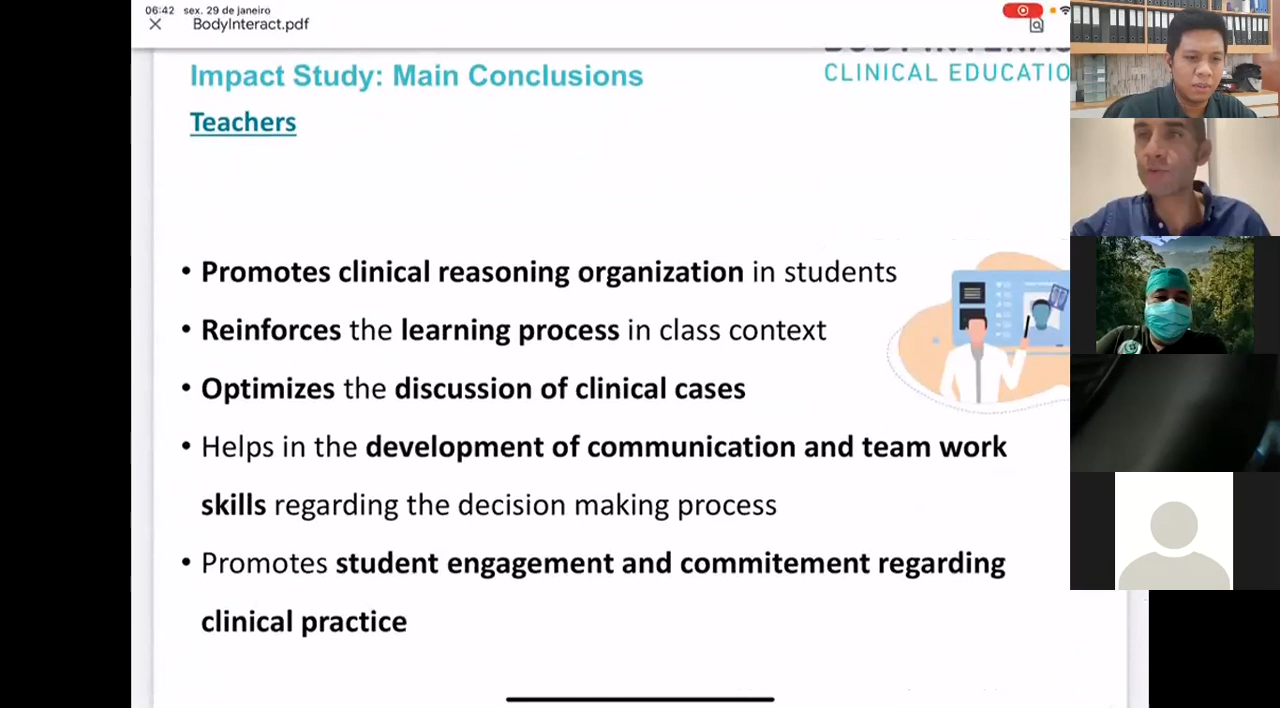 06:42 sex. 29 de janeiro
BodyInteract.pdf
CLINICAL EDUCATIO
Impact Study: Main Conclusions
Teachers
• Promotes clinical reasoning organization in students
• Reinforces the learning process in class context
• Optimizes the discussion of clinical cases
• Helps in the development of communication and team work
skills regarding the decision making process
• Promotes student engagement and commitement regarding
clinical practice